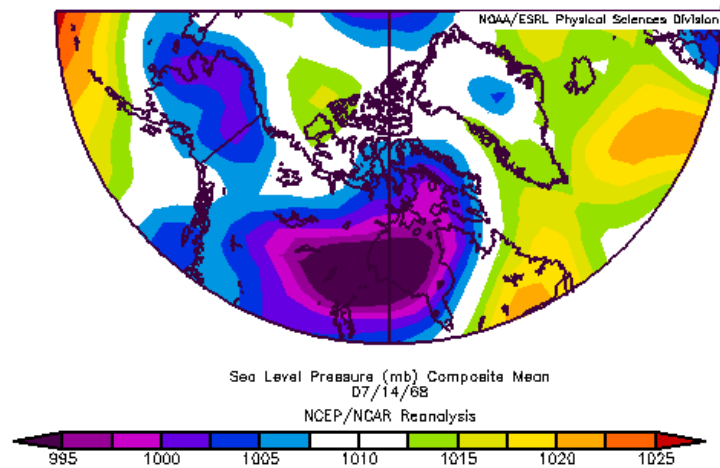 NOAA/ESRL Physical Sciences Division
Sea Level Pressure (mb) Composite Mean
07/14/68
NCEP/NCAR Reanalysis
995 1000 1005 1010 1015 1020 1025